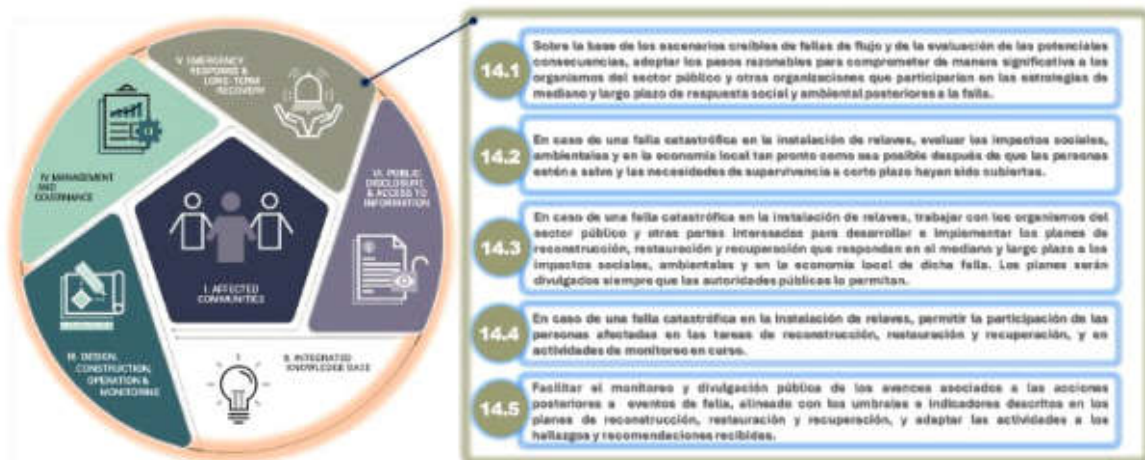 V. EMERGENCY
RESPONSE &
LONG-TERM
RECOVERY
IV. MANAGEMENT
AND
GOVERNANCE
VI. PUBLIC
DISCLOSURE
& ACCESS TO
INFORMATION
I. AFFECTED
COMMUNITIES
III. DESIGN,
CONSTRUCTION,
OPERATION &
MONITORING
II. INTEGRATED
KNOWLEDGE BASE
14.1
Sobre la base de los escenarios creíbles de fallas de flujo y de la evaluación de las potenciales
consecuencias, adoptar los pasos razonables para comprometer de manera significativa a los
organismos del sector público y otras organizaciones que participarían en las estrategias de
mediano y largo plazo de respuesta social y ambiental posteriores a la falla.
14.2
En caso de una falla catastrófica en la instalación de relaves, evaluar los impactos sociales,
ambientales y en la economía local tan pronto como sea posible después de que las personas
estén a salvo y las necesidades de supervivencia a corto plazo hayan sido cubiertas.
14.3
En caso de una falla catastrófica en la instalación de relaves, trabajar con los organismos del
sector público y otras partes interesadas para desarrollar e implementar los planes de
reconstrucción, restauración y recuperación que respondan en el mediano y largo plazo a los
impactos sociales, ambientales y en la economía local de dicha falla. Los planes serán
divulgados siempre que las autoridades públicas lo permitan.
14.4
En caso de una falla catastrófica en la instalación de relaves, permitir la participación de las
personas afectadas en las tareas de reconstrucción, restauración y recuperación, y en
actividades de monitoreo en curso.
14.5
Facilitar el monitoreo y divulgación pública de los avances asociados a las acciones
posteriores a eventos de falla, alineado con los umbrales e indicadores descritos en los
planes de reconstrucción, restauración y recuperación, y adaptar las actividades a los
hallazgos y recomendaciones recibidas.